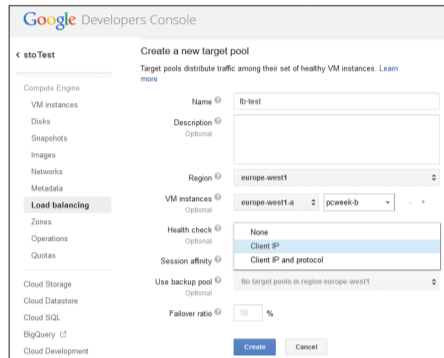 Google Developers Console
< stoTest
Compute Engine
VM instances
Disks
Snapshots
Images
Networks
Metadata
Load balancing
Zones
Operations
Quotas
Cloud Storage
Cloud Datastore
Cloud SQL
BigQuery
Cloud Development
Create a new target pool
Target pools distribute traffic among their set of healthy VM instances. Learn
more
Name ? lb-test
Description ?
Optional
Region ? europe-west1
VM instances ? europe-west1-a pcweek-b - +
Optional
Health check ?
Optional
None
Client IP
Client IP and protocol
Session affinity ?
Use backup pool ? No target pools in region europe-west1
Optional
Failover ratio ? 10 %
Create Cancel